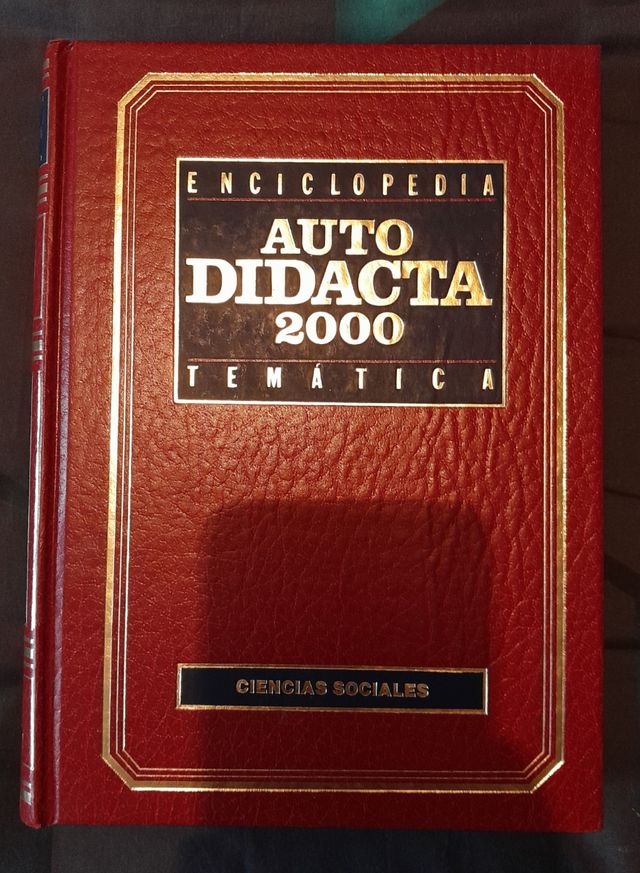 ENCICLOPEDIA
AUTO
DIDACTA
2000
TEMÁTICA
CIENCIAS SOCIALES